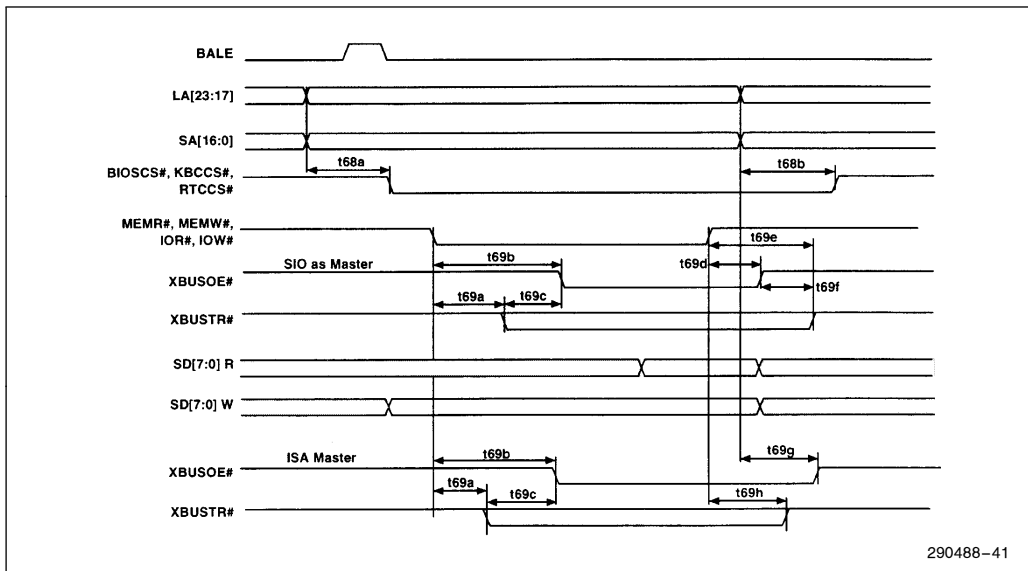 BALE
LA[23:17]
SA[16:0]
t68a
t68b
BIOSCS#, KBCCS#,
RTCCS#
MEMR#, MEMW#,
IOR#, IOW#
t69e
SIO as Master
t69b
t69d
XBUSOE#
t69f
t69a
t69c
XBUSTR#
SD[7:0] R
SD[7:0] W
ISA Master
t69b
t69g
XBUSOE#
t69a
t69c
t69h
XBUSTR#
290488–41